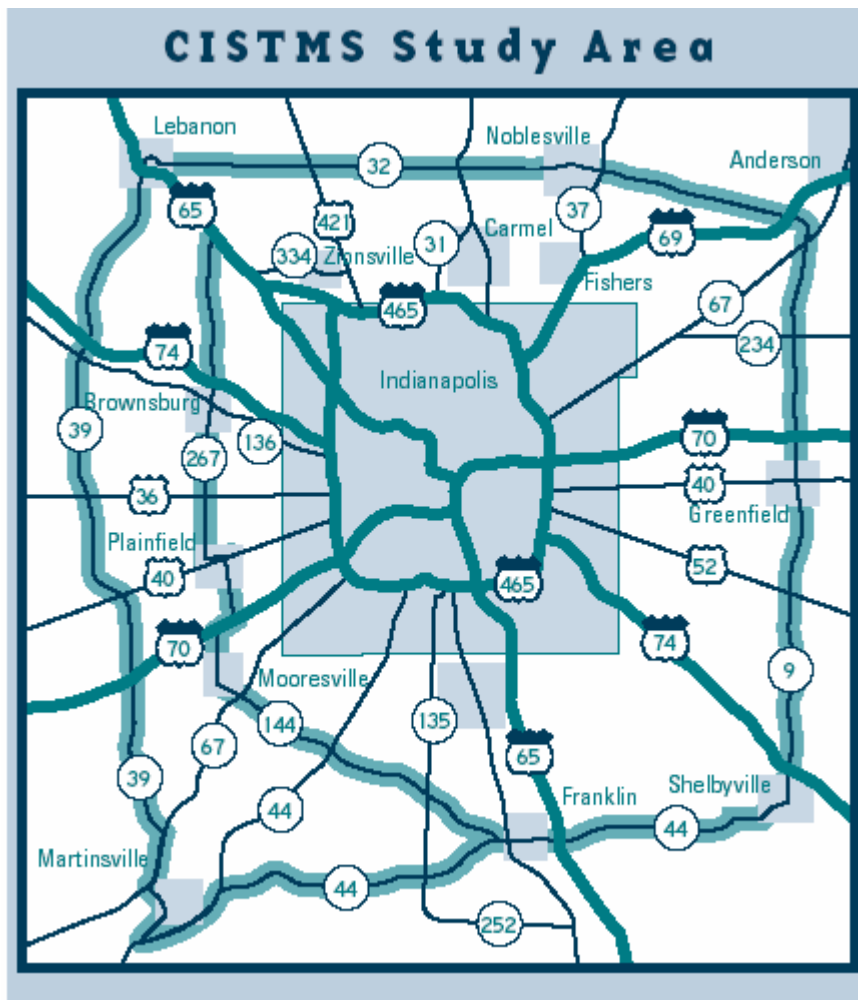 CISTMS Study Area
Lebanon
Noblesville
Anderson
32
65
421
37
334
Zionsville
31
Carmel
69
Fishers
465
67
74
234
Indianapolis
Brownsburg
39
136
267
70
36
40
Greenfield
Plainfield
40
52
465
70
74
9
Mooresville
144
135
67
65
39
44
Franklin
Shelbyville
44
Martinsville
44
252